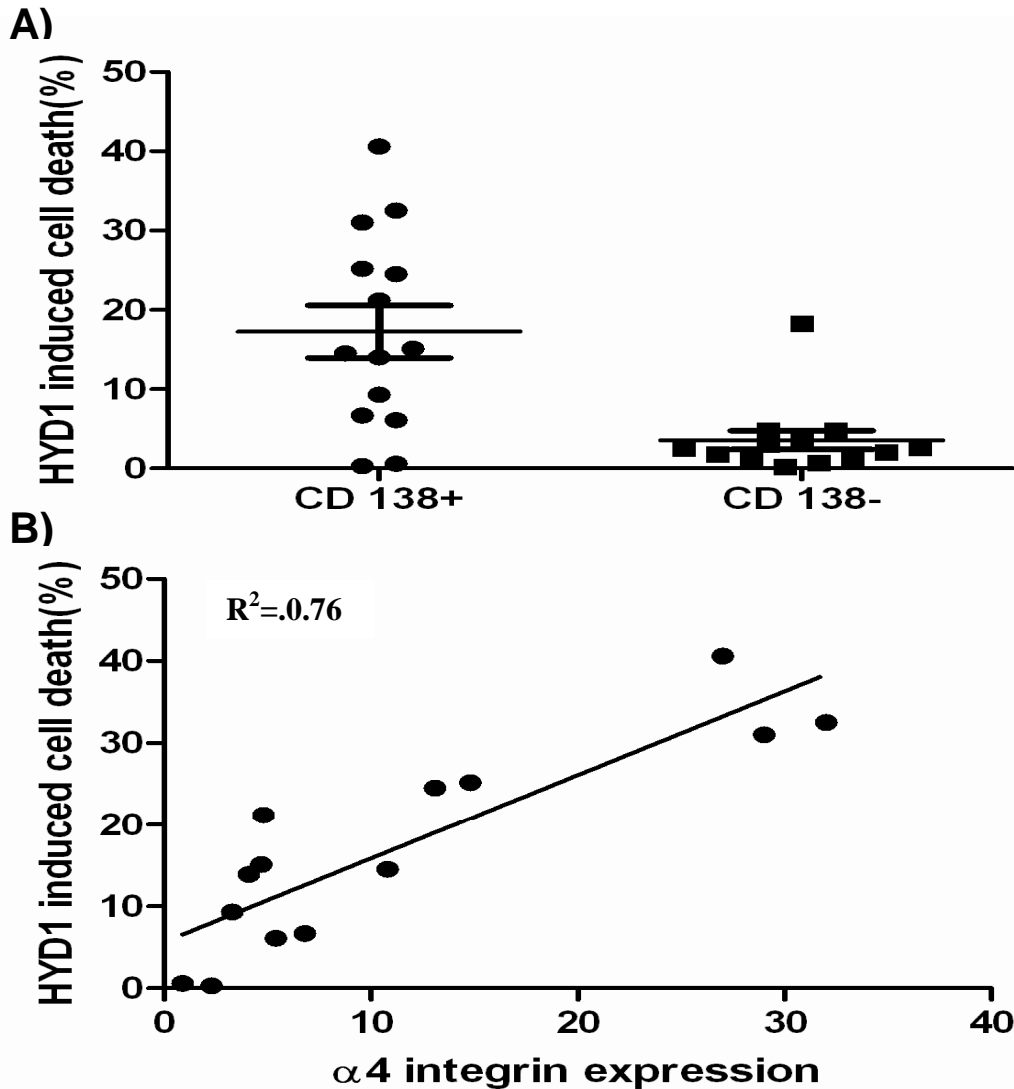 A)
HYD1 induced cell death(%)
50
40
30
20
10
0
CD 138+ CD 138-
B)
HYD1 induced cell death(%)
R²=.0.76
50
40
30
20
10
0
0 10 20 30 40
α4 integrin expression